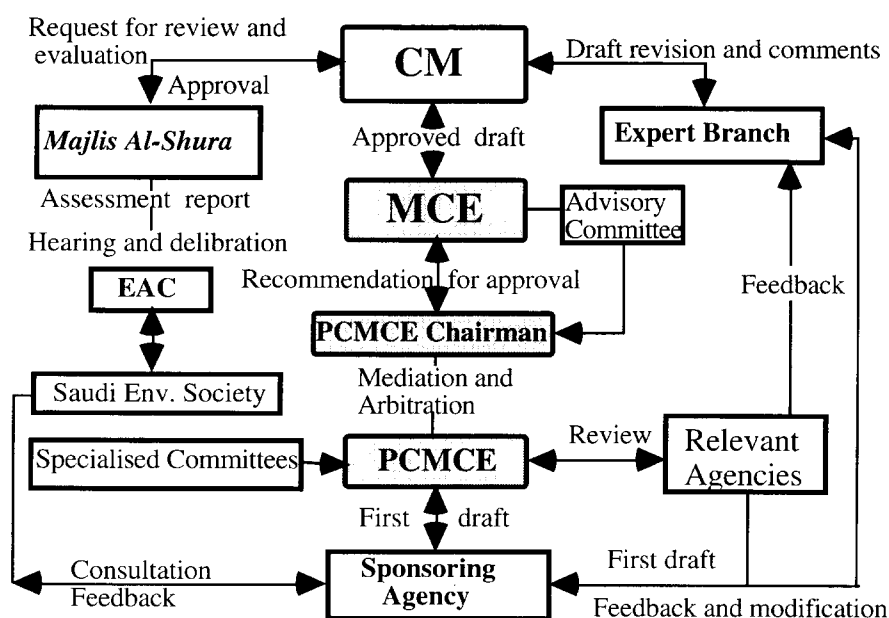 Request for review and
evaluation
CM
Draft revision and comments
Approval
Majlis Al-Shura
Approved draft
Expert Branch
Assessment report
MCE
Advisory
Committee
Hearing and delibration
Recommendation for approval
Feedback
EAC
PCMCE Chairman
Mediation and
Arbitration
Saudi Env. Society
Review
Relevant
Agencies
Specialised Committees
PCMCE
First draft
Consultation
Feedback
Sponsoring
Agency
First draft
Feedback and modification